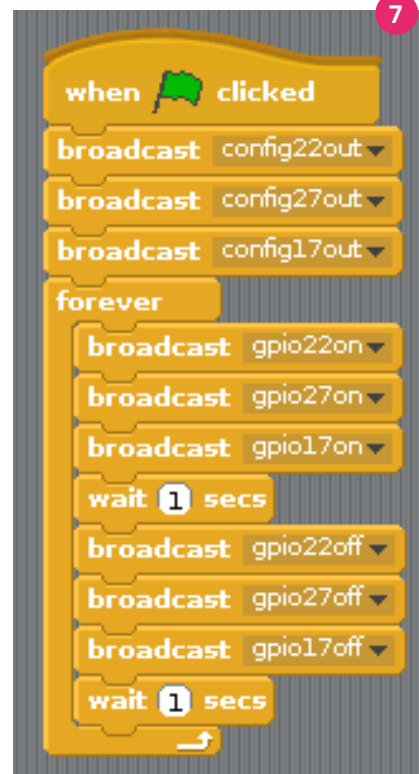 7
when clicked
broadcast config22out
broadcast config27out
broadcast config17out
forever
broadcast gpio22on
broadcast gpio27on
broadcast gpio17on
wait 1 secs
broadcast gpio22off
broadcast gpio27off
broadcast gpio17off
wait 1 secs